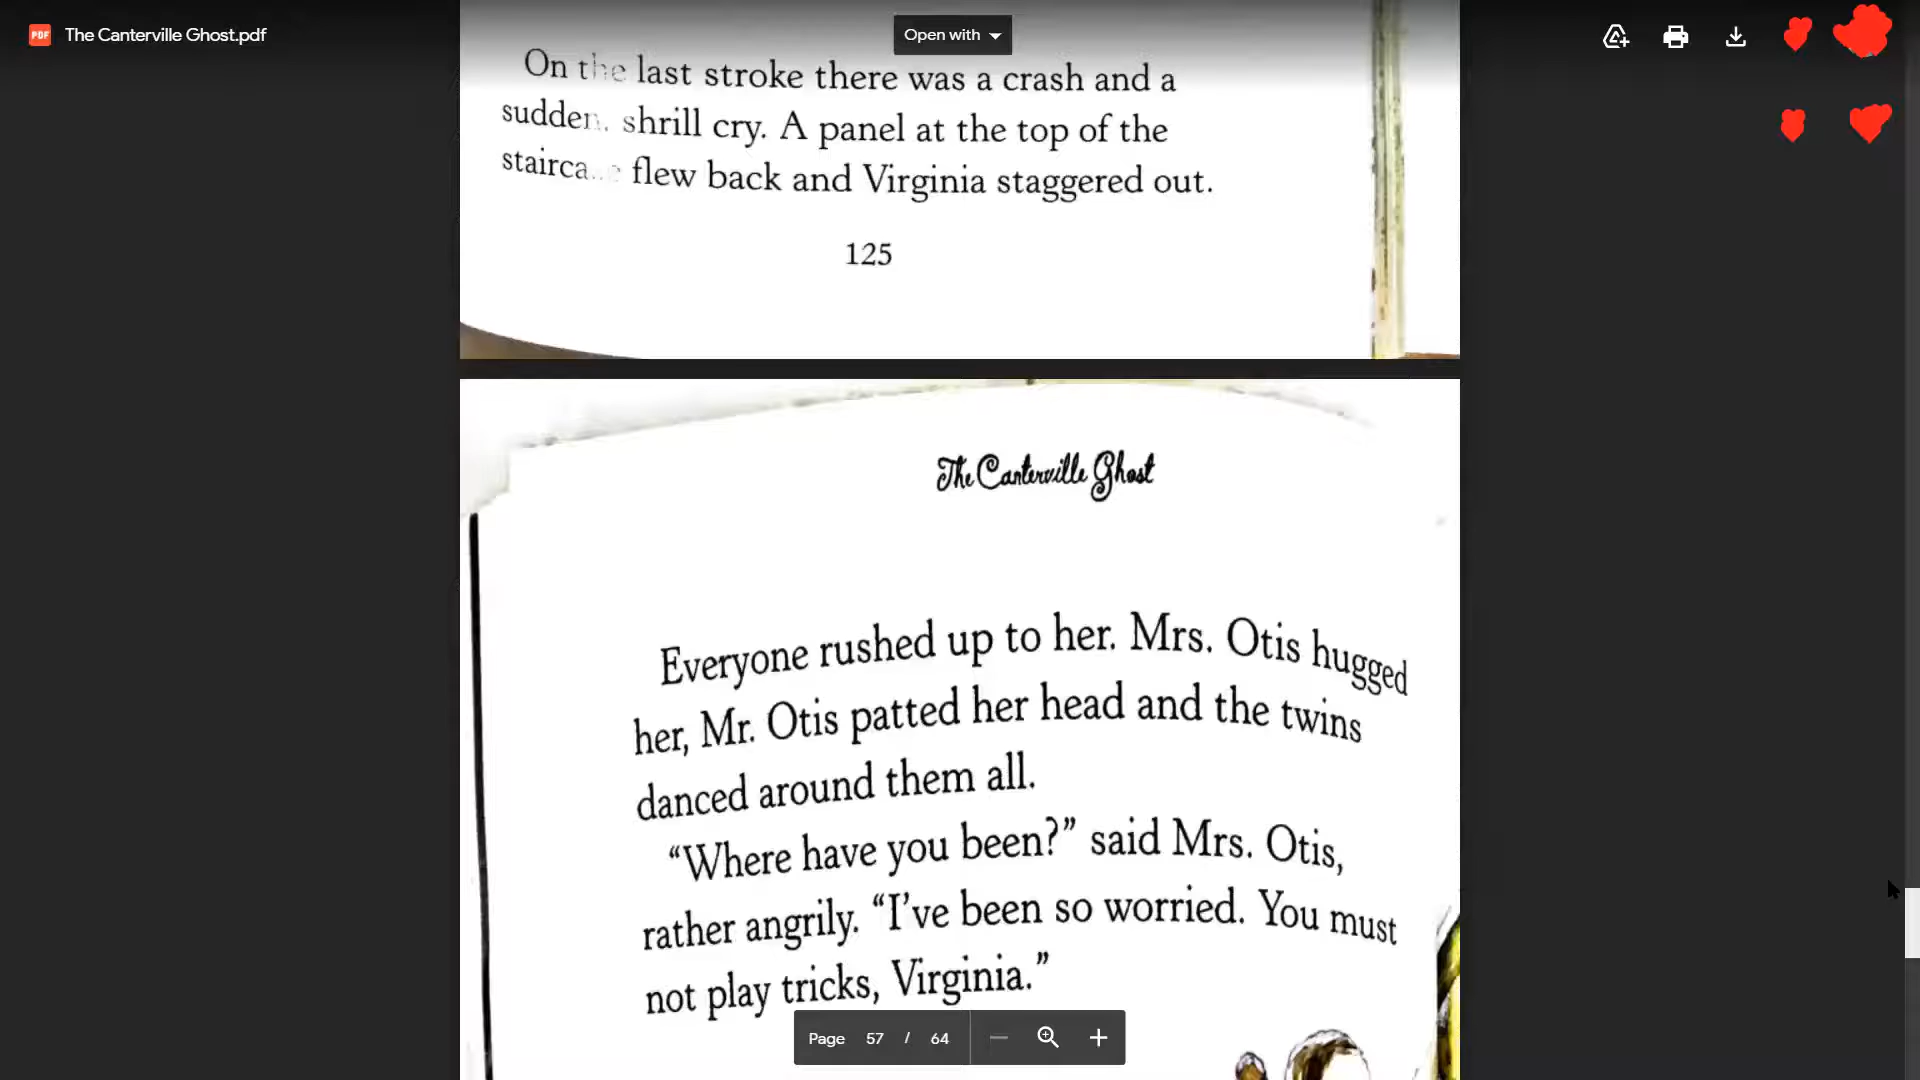 PDF The Canterville Ghost.pdf
Open with
On the last stroke there was a crash and a
sudden, shrill cry. A panel at the top of the
flew back and Virginia staggered out.
125
The Canterville Ghost
Everyone rushed up to her. Mrs. Otis hugged
her, Mr. Otis patted her head and the twins
danced around them all.
“Where have you been?” said Mrs. Otis,
rather angrily. “I’ve been so worried. You must
not play tricks, Virginia.”
Page 57 / 64